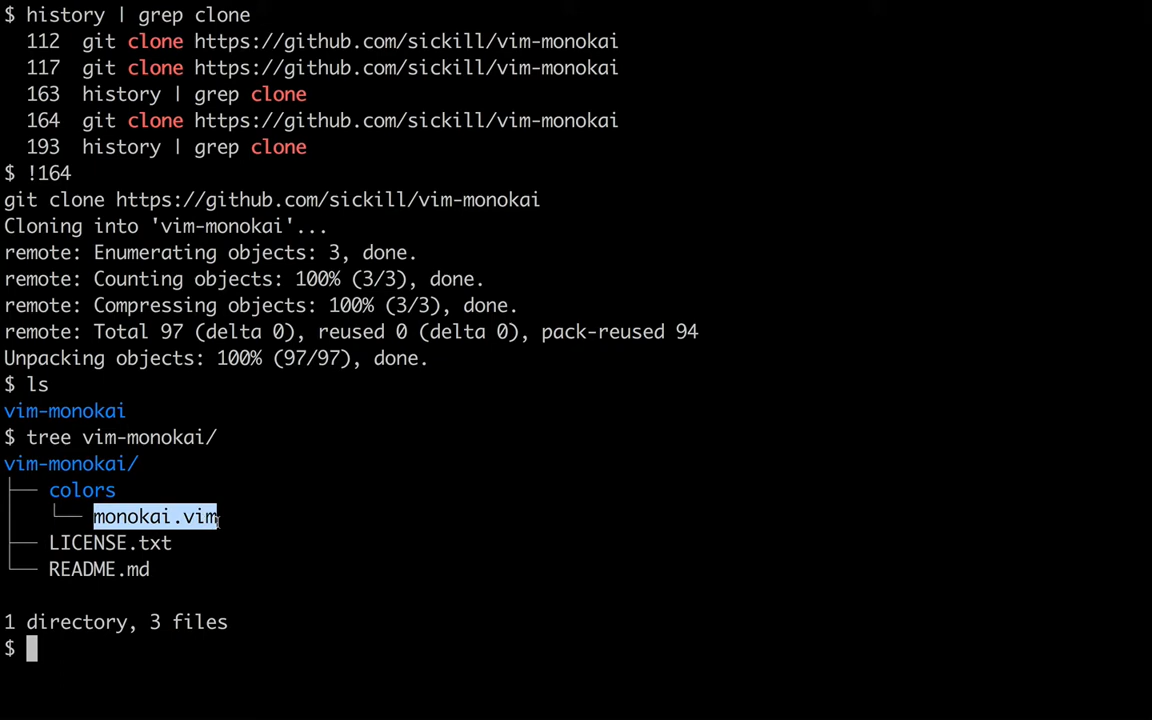 $ history | grep clone
  112  git clone https://github.com/sickill/vim-monokai
  117  git clone https://github.com/sickill/vim-monokai
  163  history | grep clone
  164  git clone https://github.com/sickill/vim-monokai
  193  history | grep clone
$ !164
git clone https://github.com/sickill/vim-monokai
Cloning into 'vim-monokai'...
remote: Enumerating objects: 3, done.
remote: Counting objects: 100% (3/3), done.
remote: Compressing objects: 100% (3/3), done.
remote: Total 97 (delta 0), reused 0 (delta 0), pack-reused 94
Unpacking objects: 100% (97/97), done.
$ ls
vim-monokai
$ tree vim-monokai/
vim-monokai/
├── colors
│   └── monokai.vim
├── LICENSE.txt
└── README.md
1 directory, 3 files
$